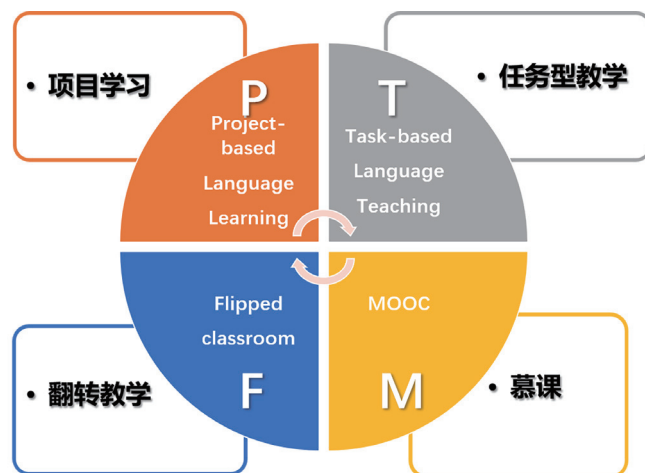 • 项目学习
P
Project-
based
Language
Learning
T
Task-based
Language
Teaching
• 任务型教学
• 翻转教学
Flipped
classroom
F
MOOC
M
• 慕课